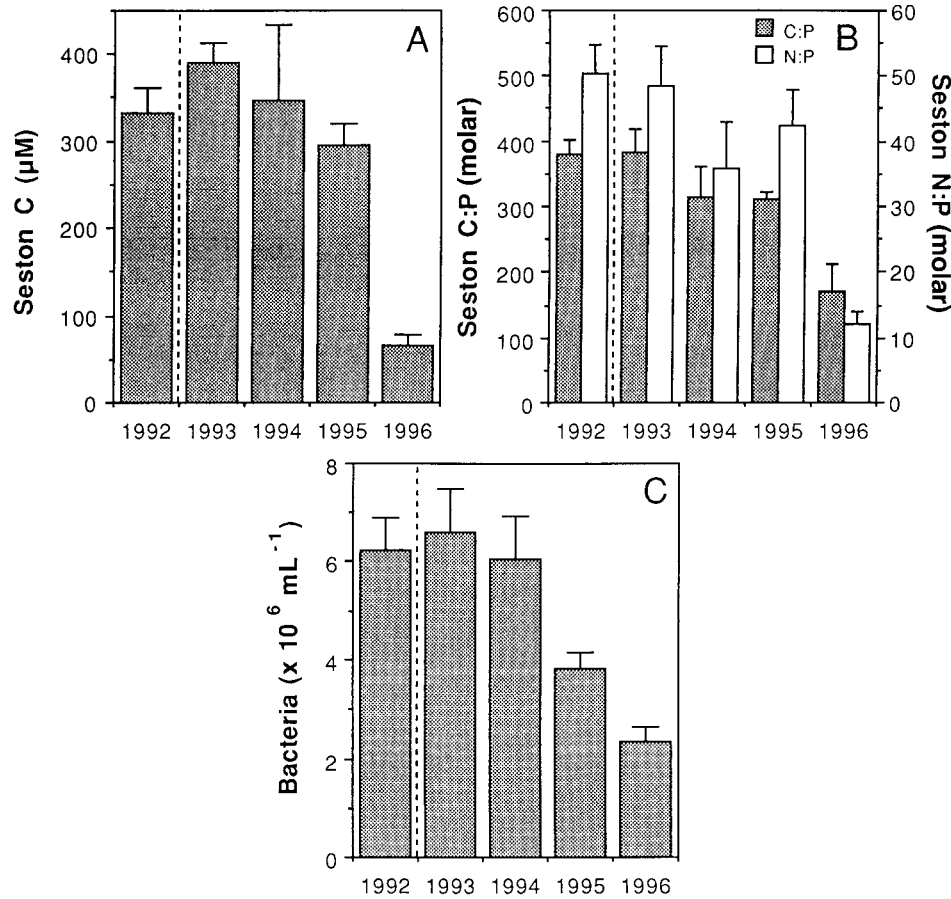 A
Seston C (µM)
400
300
200
100
0
1992 1993 1994 1995 1996
B
C:P
N:P
Seston C:P (molar)
600
500
400
300
200
100
0
Seston N:P (molar)
60
50
40
30
20
10
0
1992 1993 1994 1995 1996
C
Bacteria (x 10⁶ mL⁻¹)
8
6
4
2
0
1992 1993 1994 1995 1996